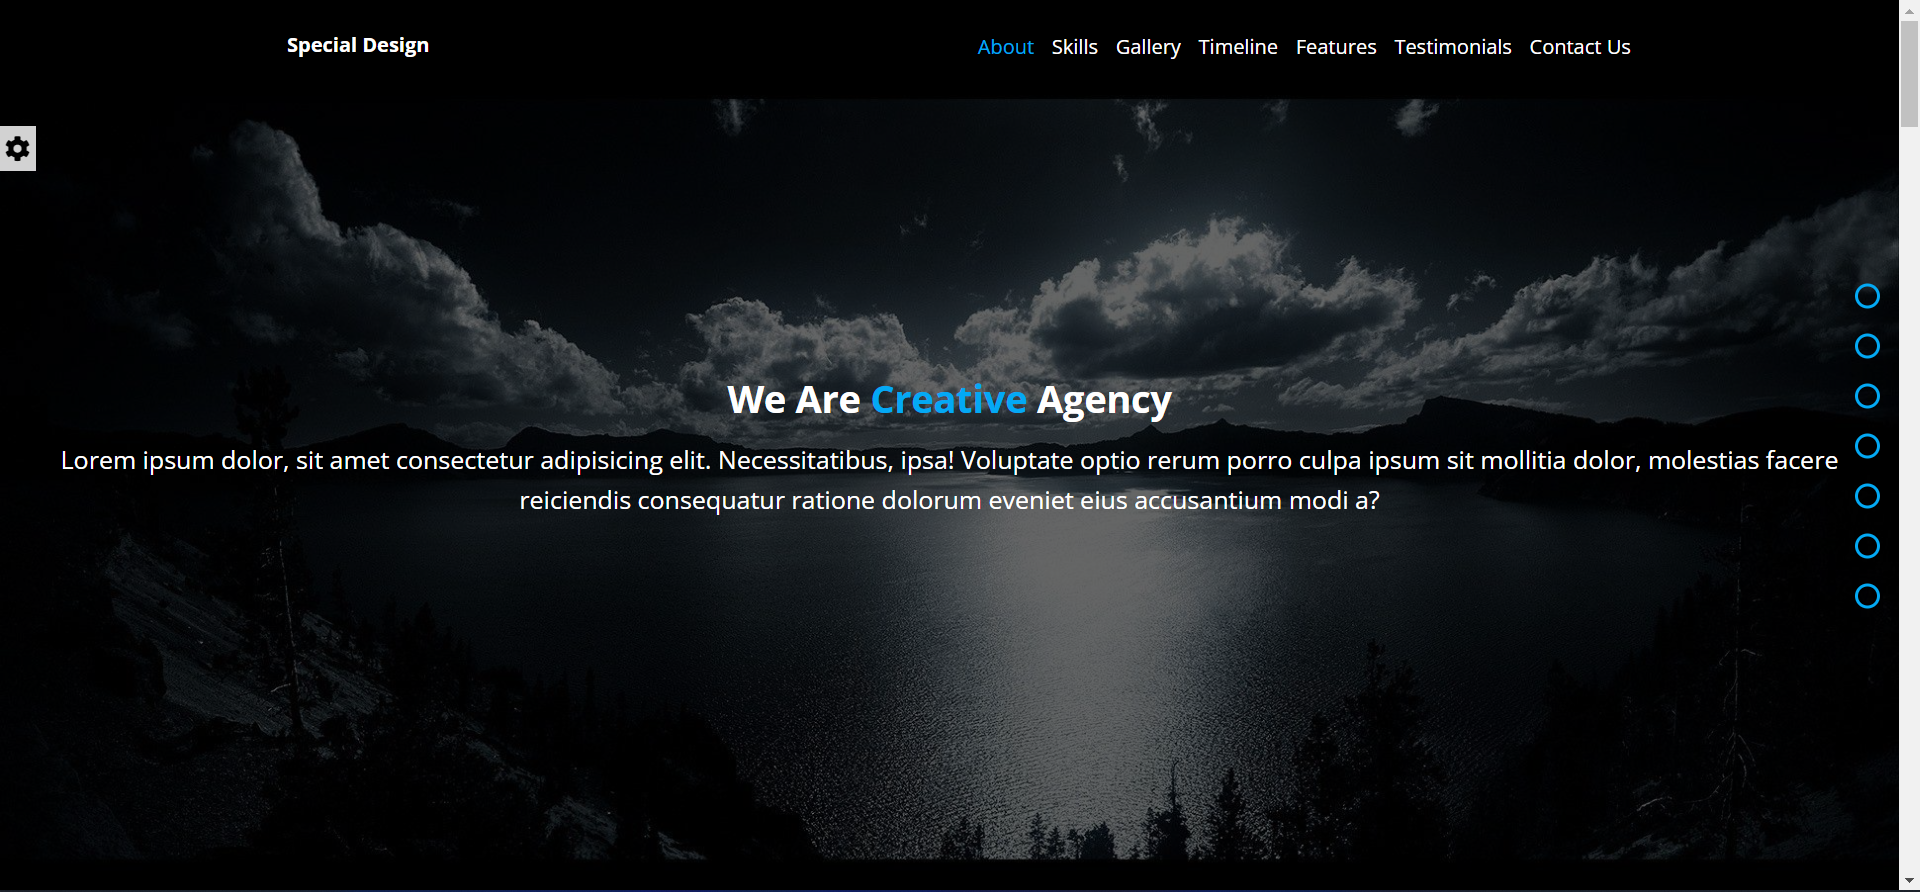 Special Design
About Skills Gallery Timeline Features Testimonials Contact Us
We Are Creative Agency
Lorem ipsum dolor, sit amet consectetur adipisicing elit. Necessitatibus, ipsa! Voluptate optio rerum porro culpa ipsum sit mollitia dolor, molestias facere
reiciendis consequatur ratione dolorum eveniet eius accusantium modi a?